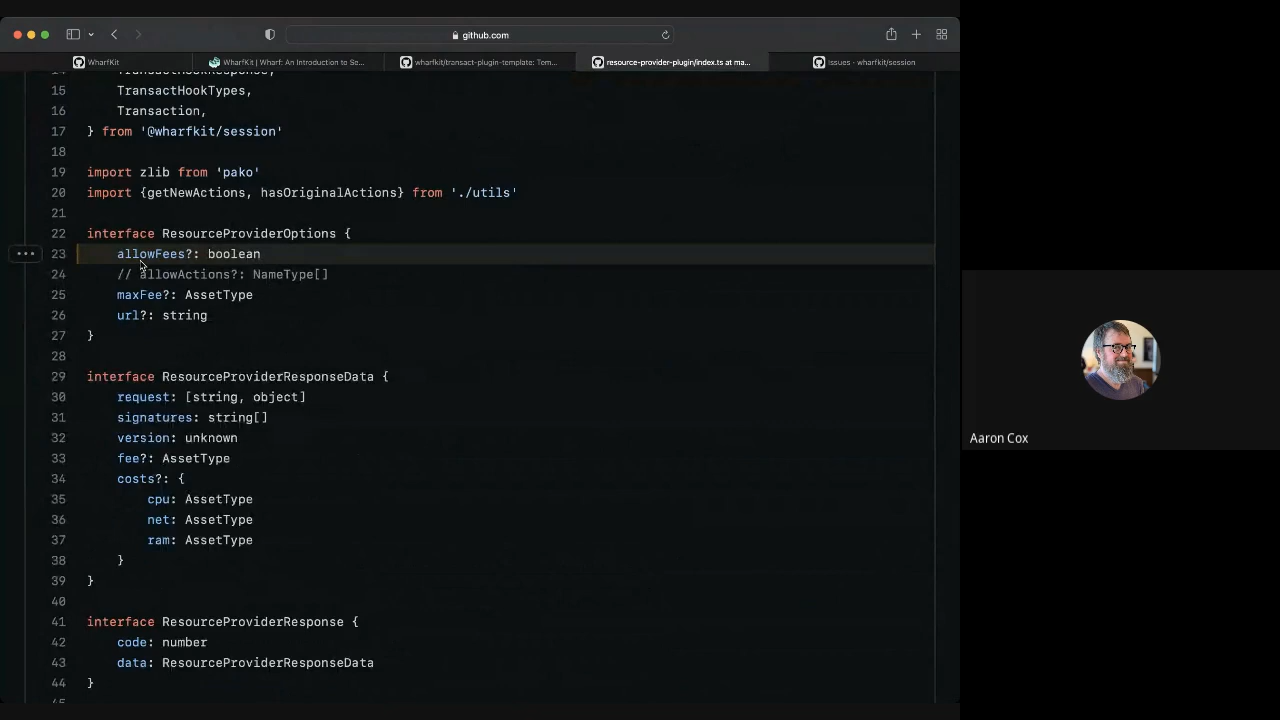 github.com
WharfKit
WharfKit | Wharf: An Introduction to Se...
wharfkit/transact-plugin-template: Tem...
resource-provider-plugin/index.ts at ma...
Issues · wharfkit/session
14 TransactHookResponse,
15 TransactHookTypes,
16 Transaction,
17 } from '@wharfkit/session'
18
19 import zlib from 'pako'
20 import {getNewActions, hasOriginalActions} from './utils'
21
22 interface ResourceProviderOptions {
23 allowFees?: boolean
24 // allowActions?: NameType[]
25 maxFee?: AssetType
26 url?: string
27 }
28
29 interface ResourceProviderResponseData {
30 request: [string, object]
31 signatures: string[]
32 version: unknown
33 fee?: AssetType
34 costs?: {
35 cpu: AssetType
36 net: AssetType
37 ram: AssetType
38 }
39 }
40
41 interface ResourceProviderResponse {
42 code: number
43 data: ResourceProviderResponseData
44 }
45
Aaron Cox